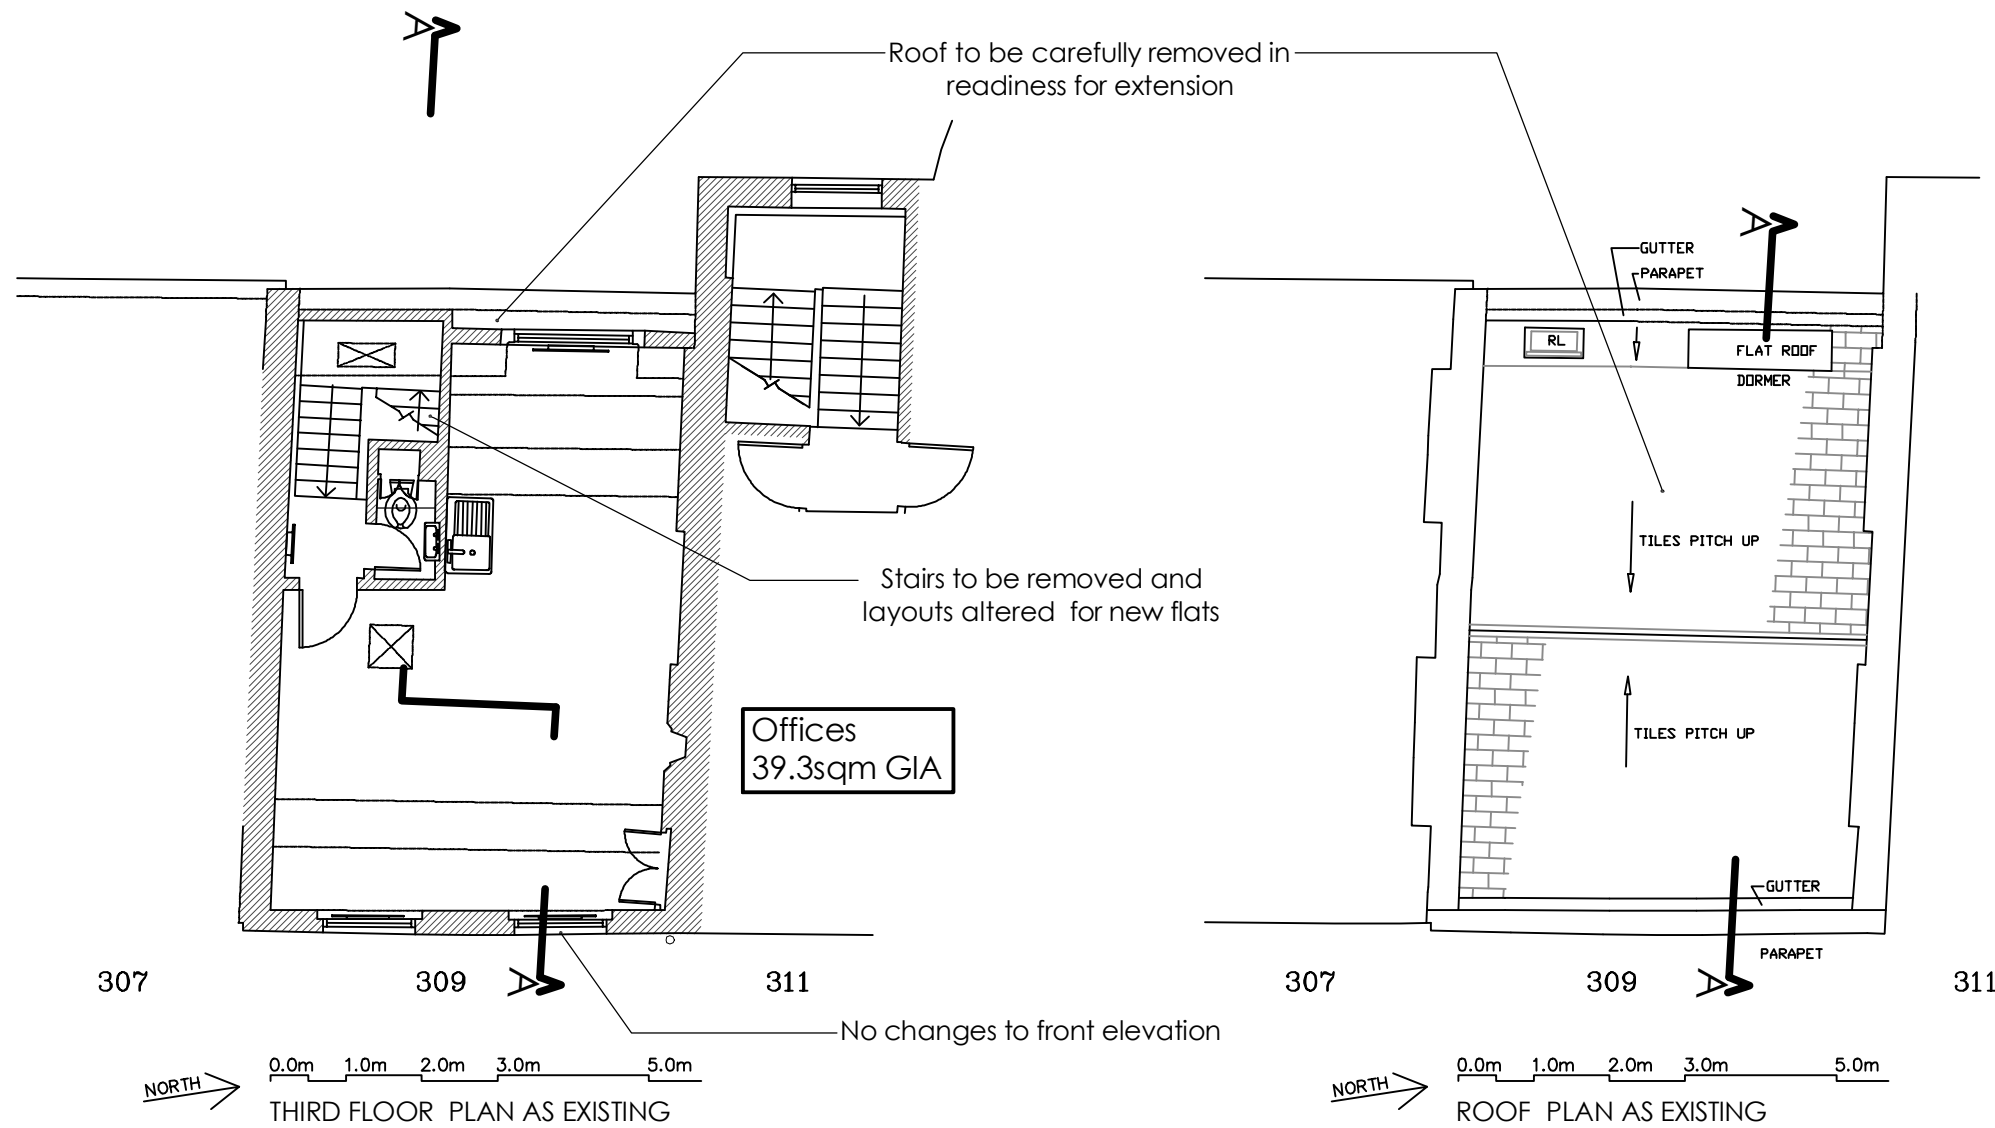 A
Roof to be carefully removed in
readiness for extension
A
GUTTER
PARAPET
RL
FLAT ROOF
DORMER
TILES PITCH UP
Stairs to be removed and
layouts altered for new flats
Offices
39.3sqm GIA
TILES PITCH UP
GUTTER
PARAPET
307
309
A
311
307
309
A
311
No changes to front elevation
0.0m 1.0m 2.0m 3.0m 5.0m
NORTH
THIRD FLOOR PLAN AS EXISTING
0.0m 1.0m 2.0m 3.0m 5.0m
NORTH
ROOF PLAN AS EXISTING